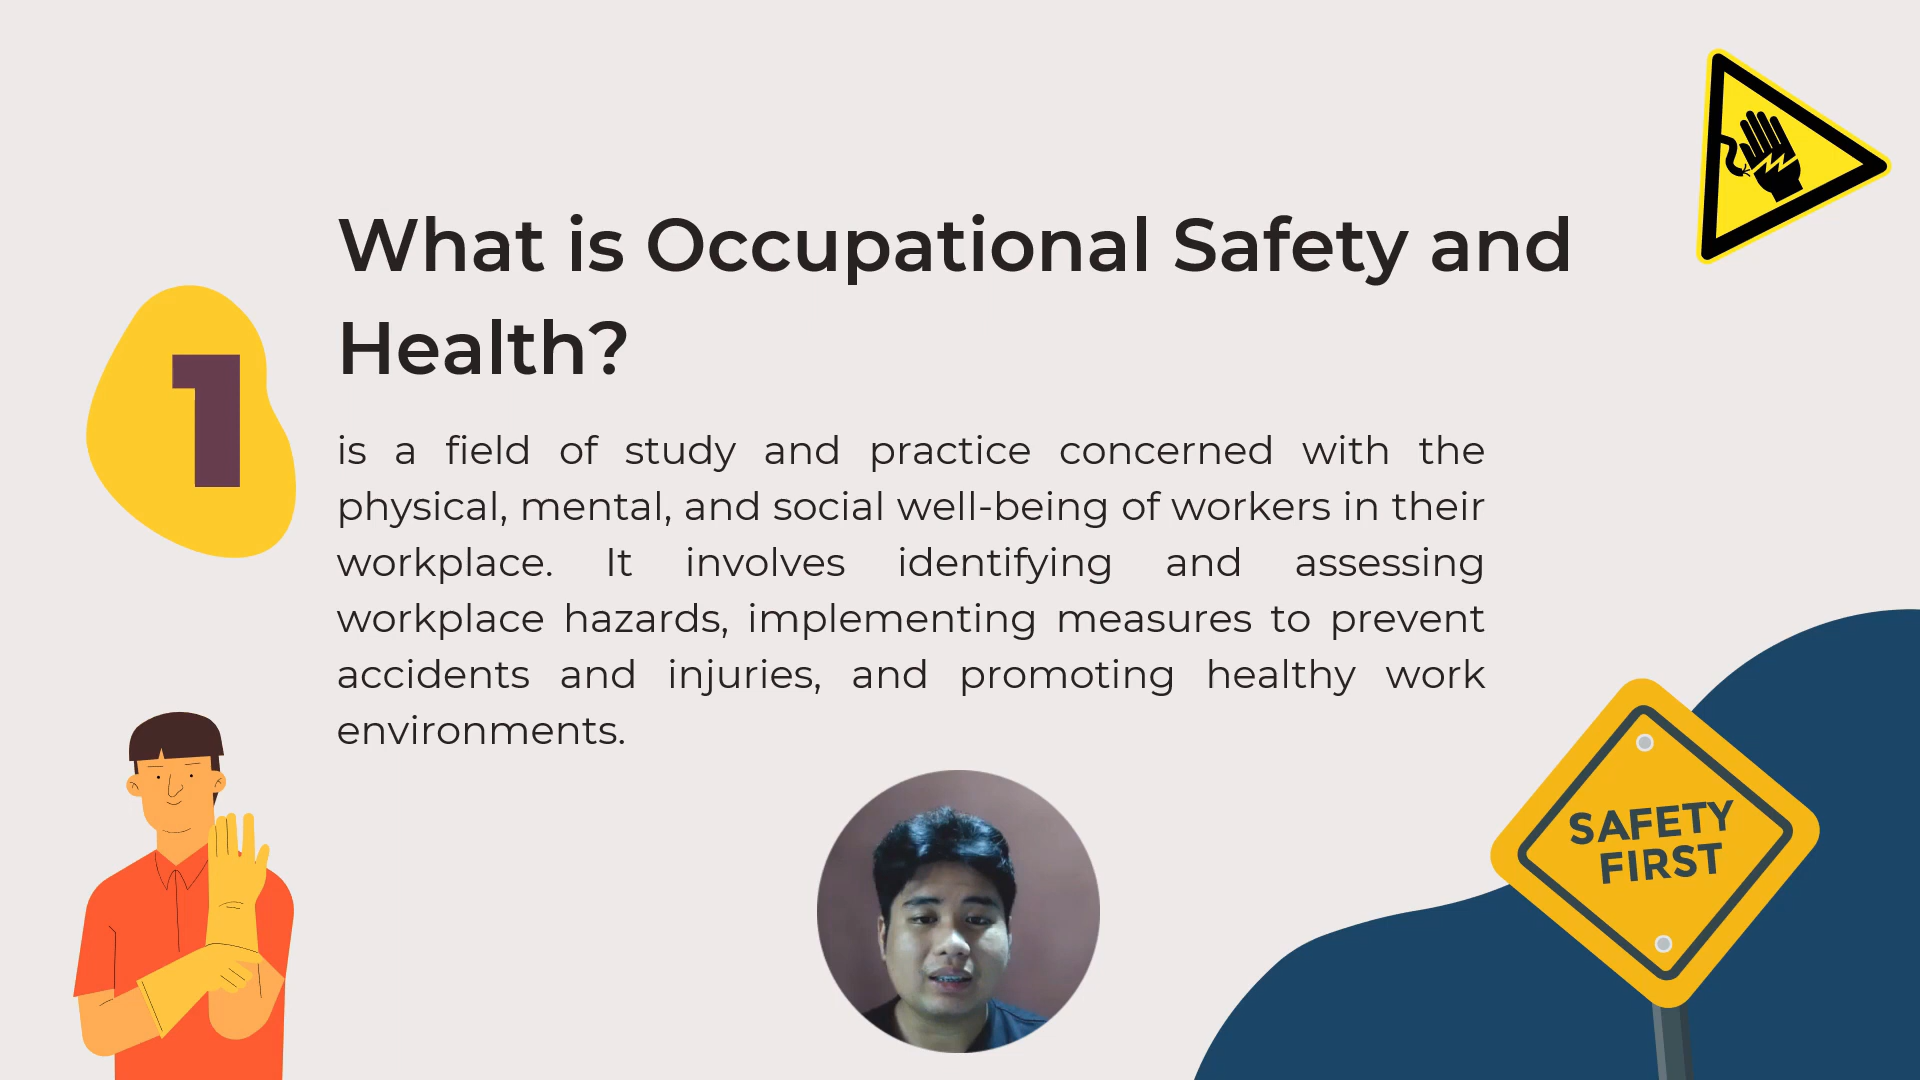 What is Occupational Safety and
Health?
1
is a field of study and practice concerned with the
physical, mental, and social well-being of workers in their
workplace. It involves identifying and assessing
workplace hazards, implementing measures to prevent
accidents and injuries, and promoting healthy work
environments.
SAFETY
FIRST